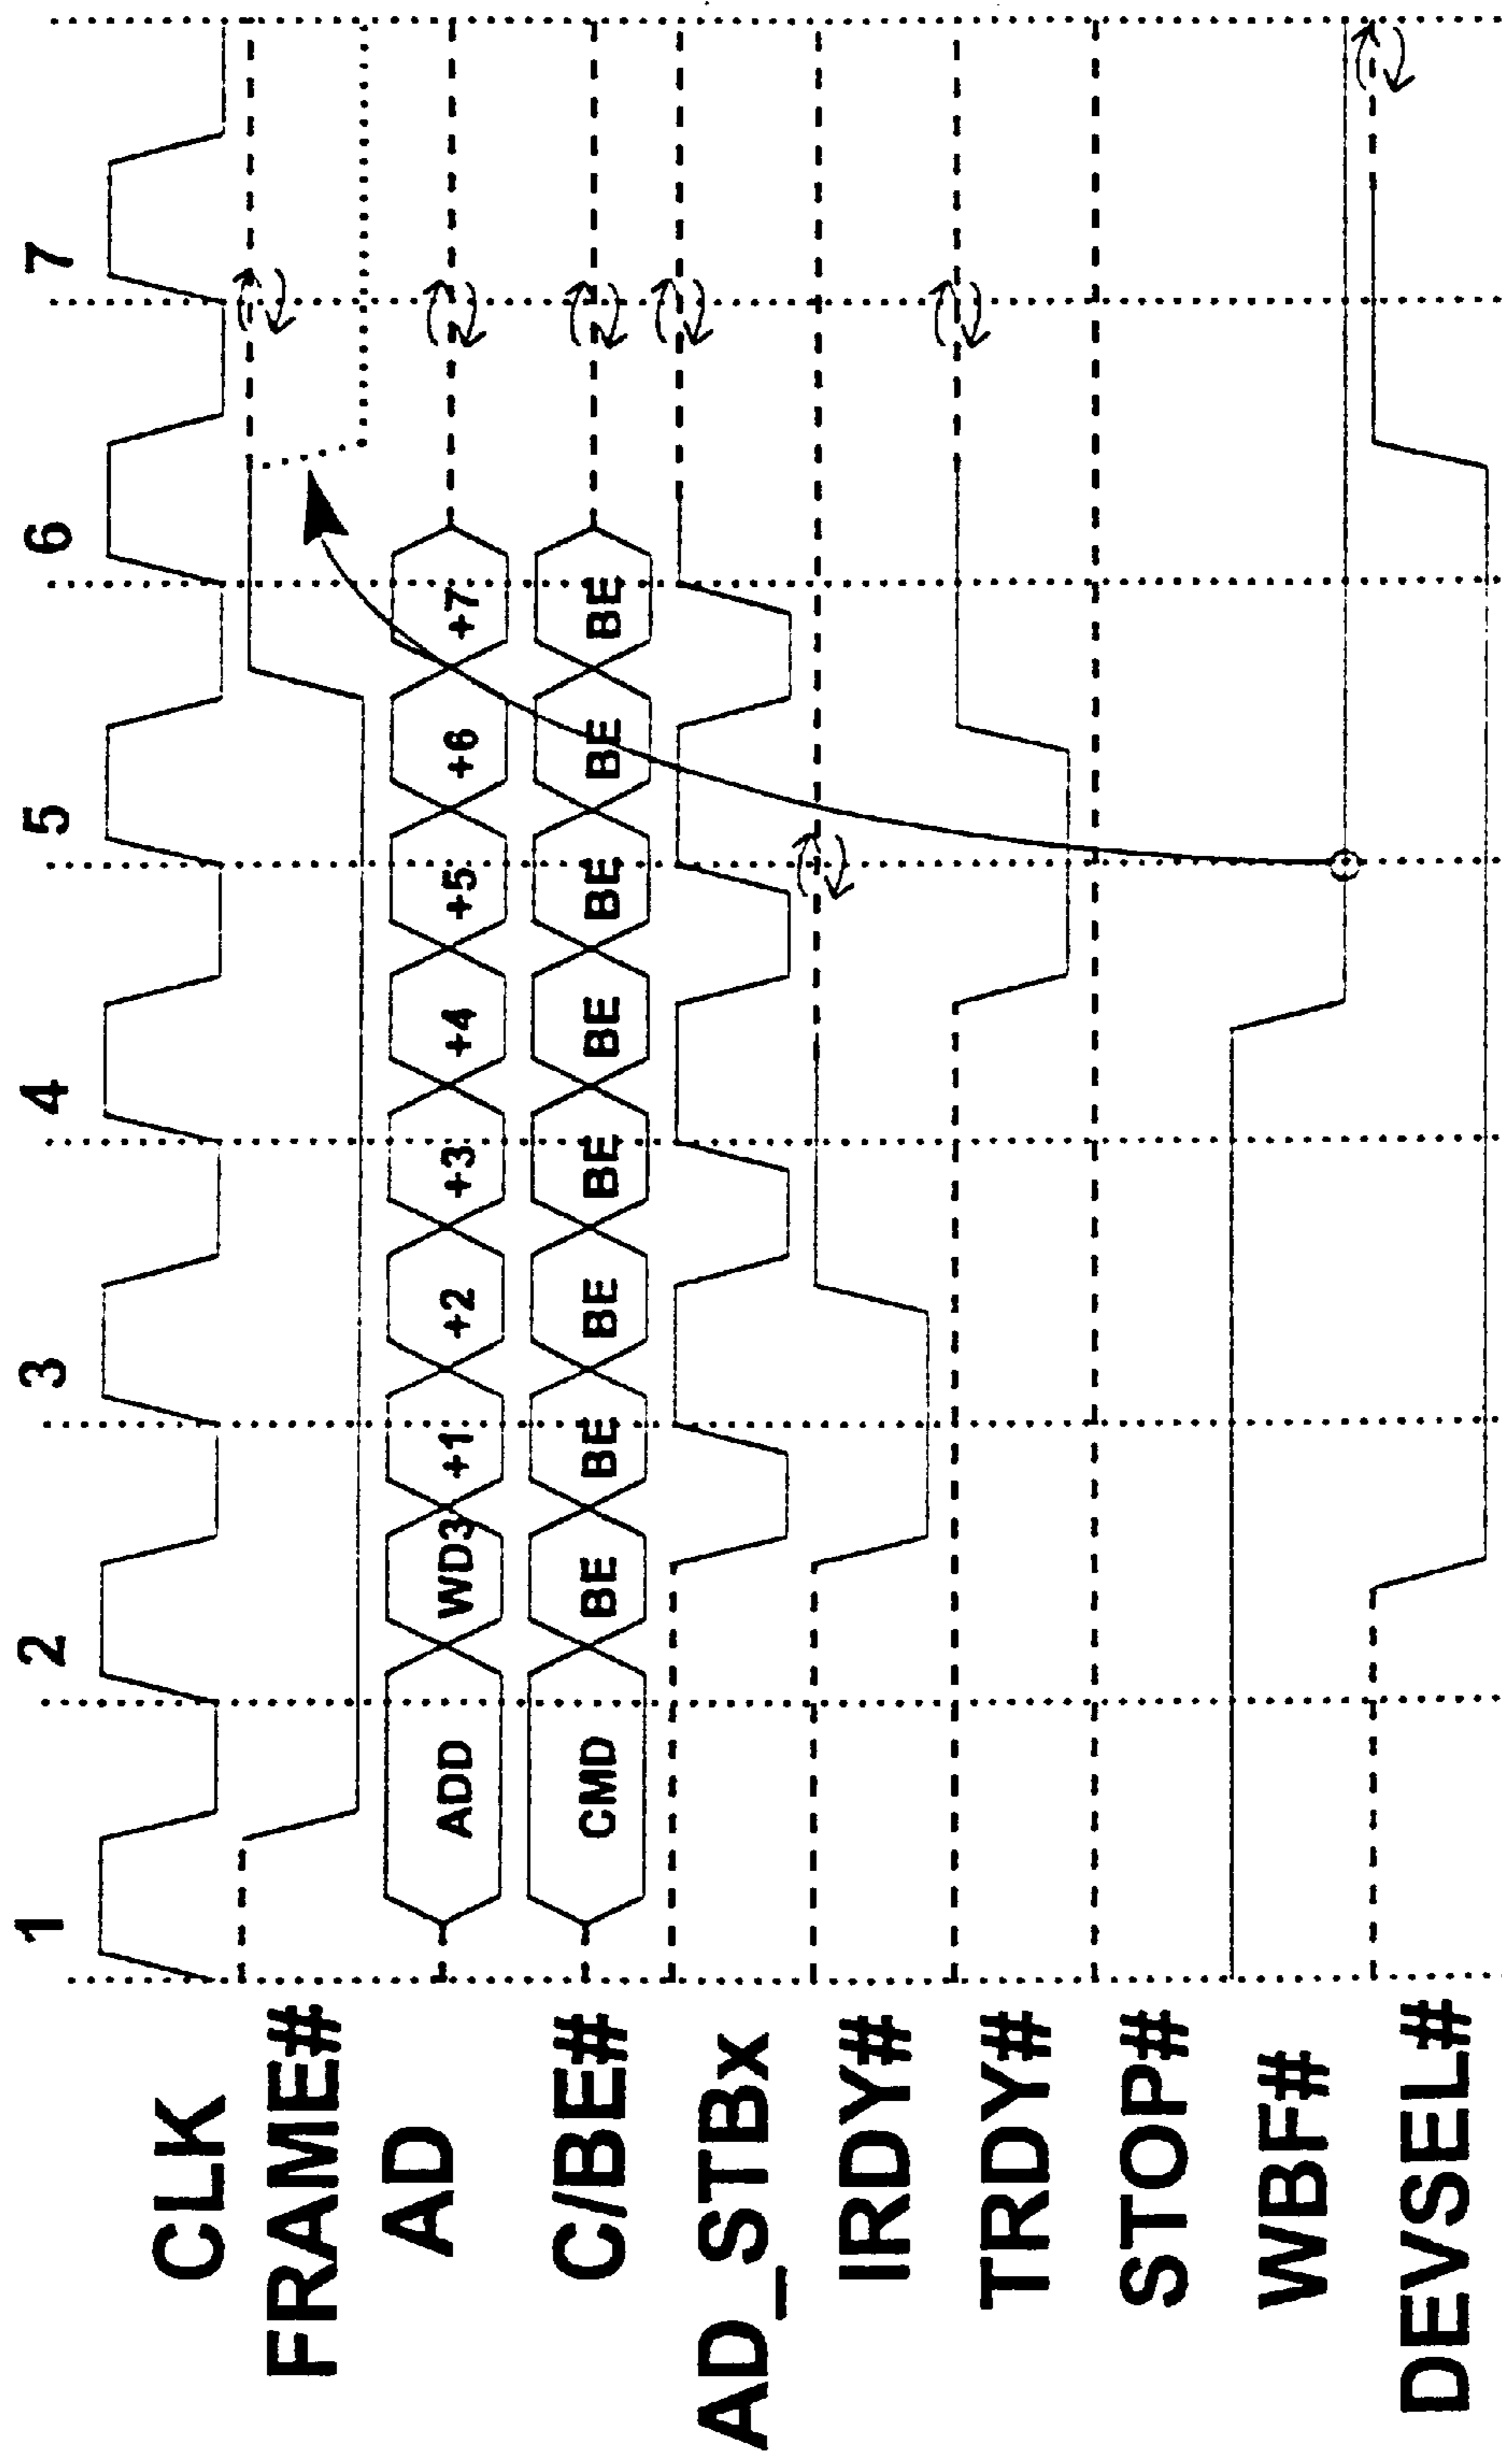 1 2 3 4 5 6 7
CLK
FRAME#
AD ADD WD3 +1 +2 +3 +4 +5 +6 +7
C/BE# CMD BE BE BE BE BE BE BE BE
AD_STBx
IRDY#
TRDY#
STOP#
WBF#
DEVSEL#